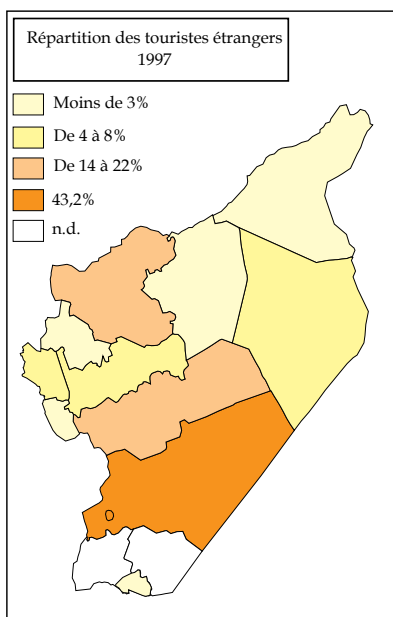 Répartition des touristes étrangers
1997
Moins de 3%
De 4 à 8%
De 14 à 22%
43,2%
n.d.